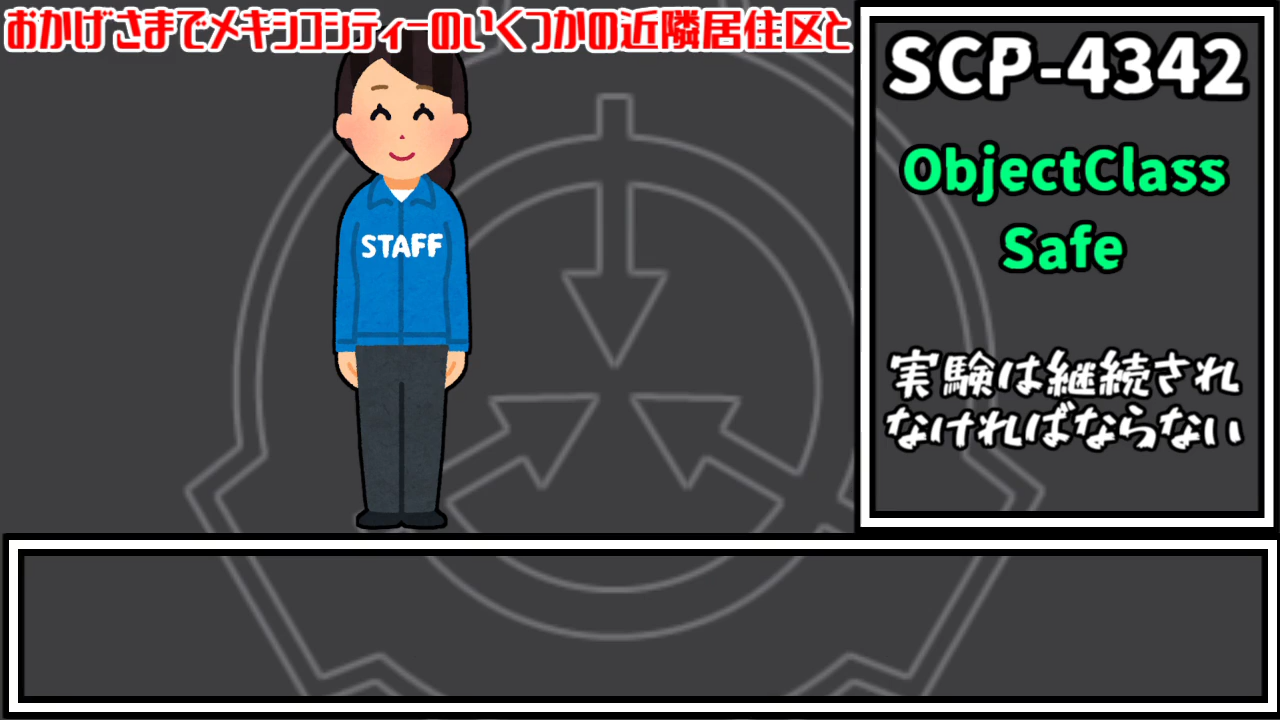 おかげさまでメキシコシティーのいくつかの近隣居住区と
STAFF
SCP-4342
ObjectClass
Safe
実験は継続され
なければならない